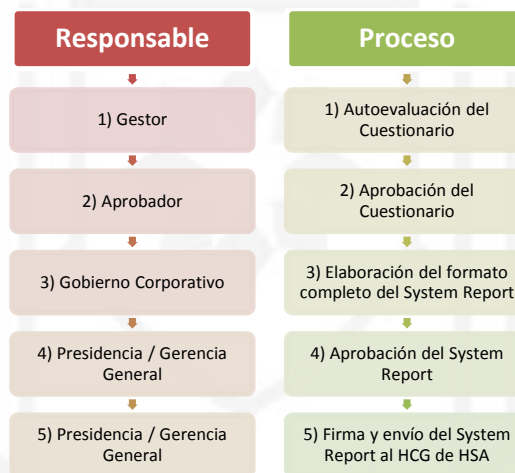 Responsable
1) Gestor
2) Aprobador
3) Gobierno Corporativo
4) Presidencia / Gerencia
General
5) Presidencia / Gerencia
General
Proceso
1) Autoevaluación del
Cuestionario
2) Aprobación del
Cuestionario
3) Elaboración del formato
completo del System Report
4) Aprobación del System
Report
5) Firma y envío del System
Report al HCG de HSA